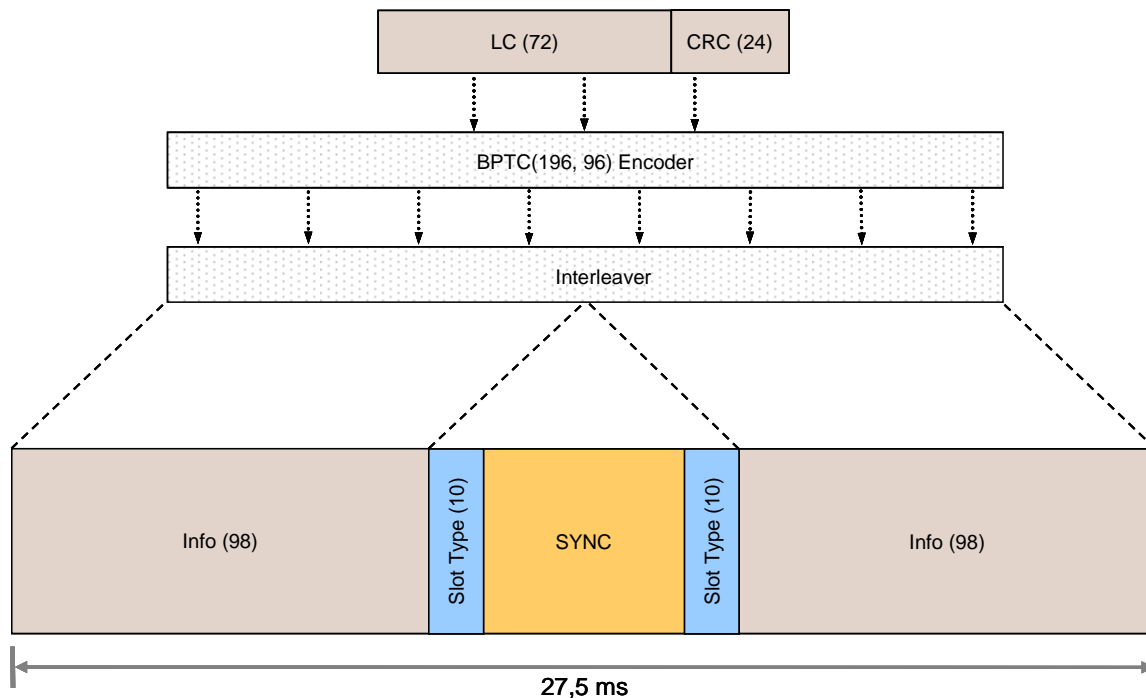 LC (72)
CRC (24)
BPTC(196, 96) Encoder
Interleaver
Info (98)
Slot Type (10)
SYNC
Slot Type (10)
Info (98)
27,5 ms